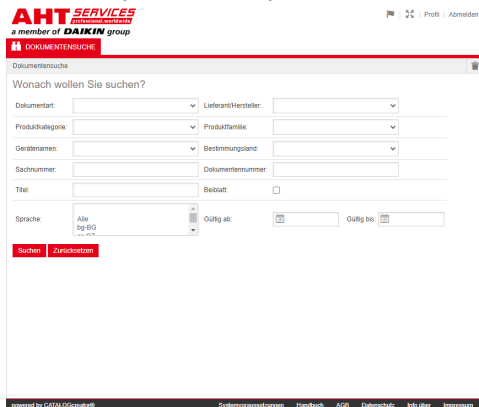 AHT SERVICES
professional.worldwide
a member of DAIKIN group
Profil | Abmelden
DOKUMENTENSUCHE
Dokumentensuche
Wonach wollen Sie suchen?
Dokumentart: Lieferant/Hersteller:
Produktkategorie: Produktfamilie:
Gerätenamen: Bestimmungsland:
Sachnummer: Dokumentennummer:
Titel: Beiblatt:
Sprache: Alle Gültig ab: Gültig bis:
bg-BG
Suchen Zurücksetzen
powered by CATALOGcreator® Systemvoraussetzungen Handbuch AGB Datenschutz Info über Impressum